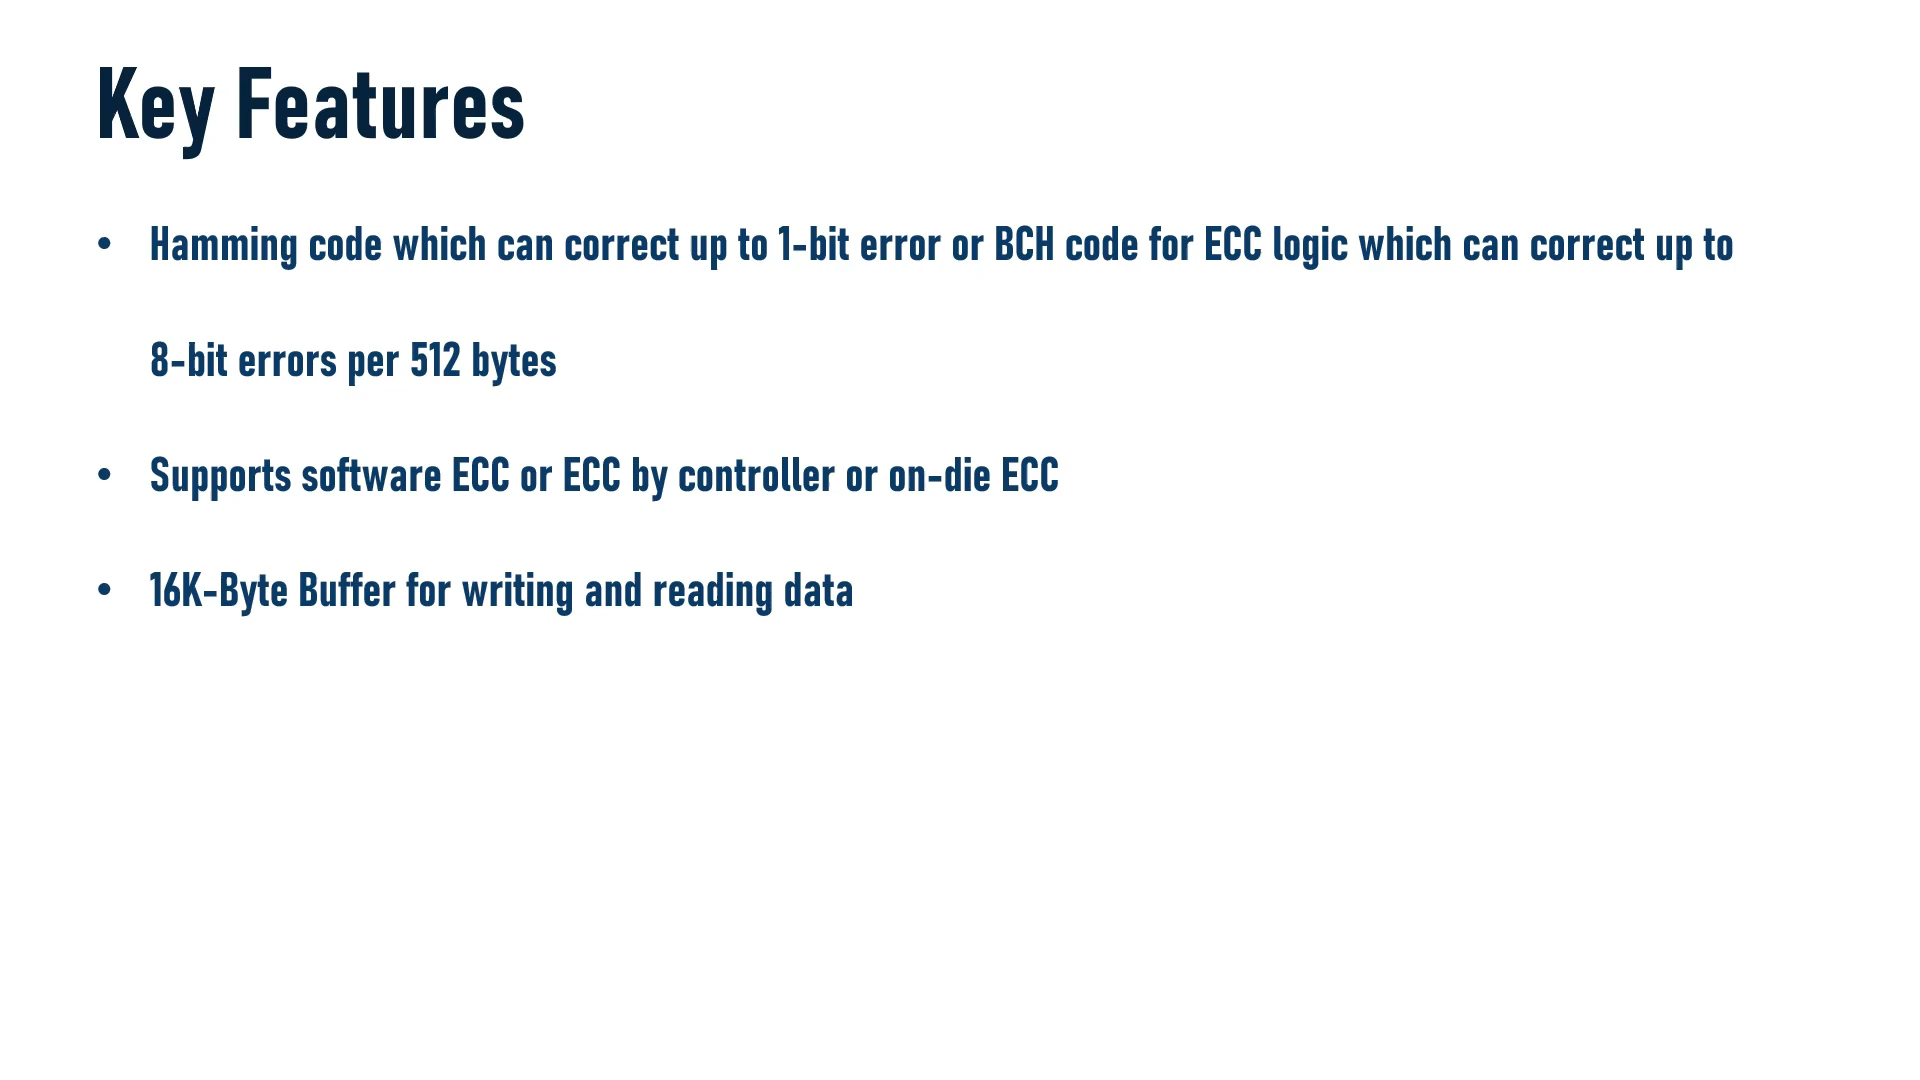 Key Features
• Hamming code which can correct up to 1-bit error or BCH code for ECC logic which can correct up to
8-bit errors per 512 bytes
• Supports software ECC or ECC by controller or on-die ECC
• 16K-Byte Buffer for writing and reading data